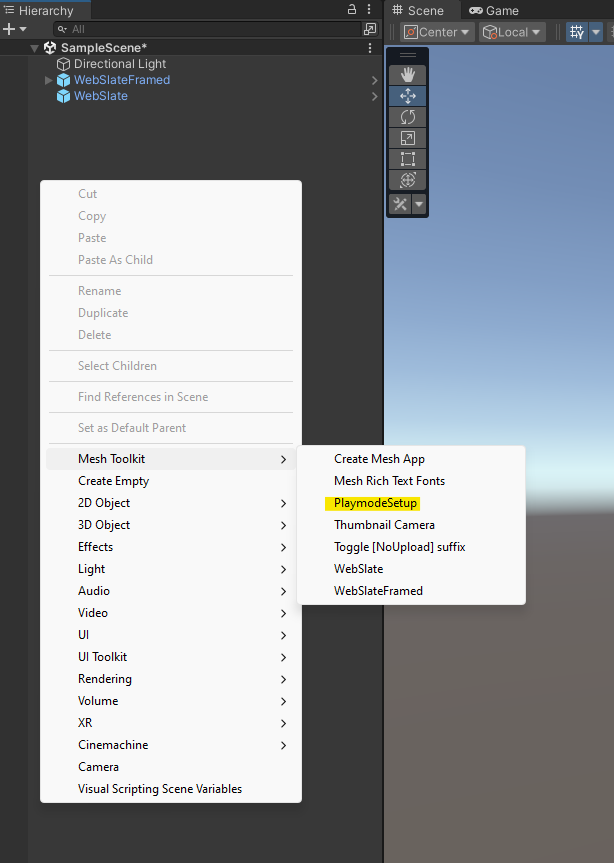 Hierarchy
All
SampleScene*
Directional Light
WebSlateFramed
WebSlate
Scene
Game
Center
Local
Cut
Copy
Paste
Paste As Child
Rename
Duplicate
Delete
Select Children
Find References in Scene
Set as Default Parent
Mesh Toolkit
Create Empty
2D Object
3D Object
Effects
Light
Audio
Video
UI
UI Toolkit
Rendering
Volume
XR
Cinemachine
Camera
Visual Scripting Scene Variables
Create Mesh App
Mesh Rich Text Fonts
PlaymodeSetup
Thumbnail Camera
Toggle [NoUpload] suffix
WebSlate
WebSlateFramed